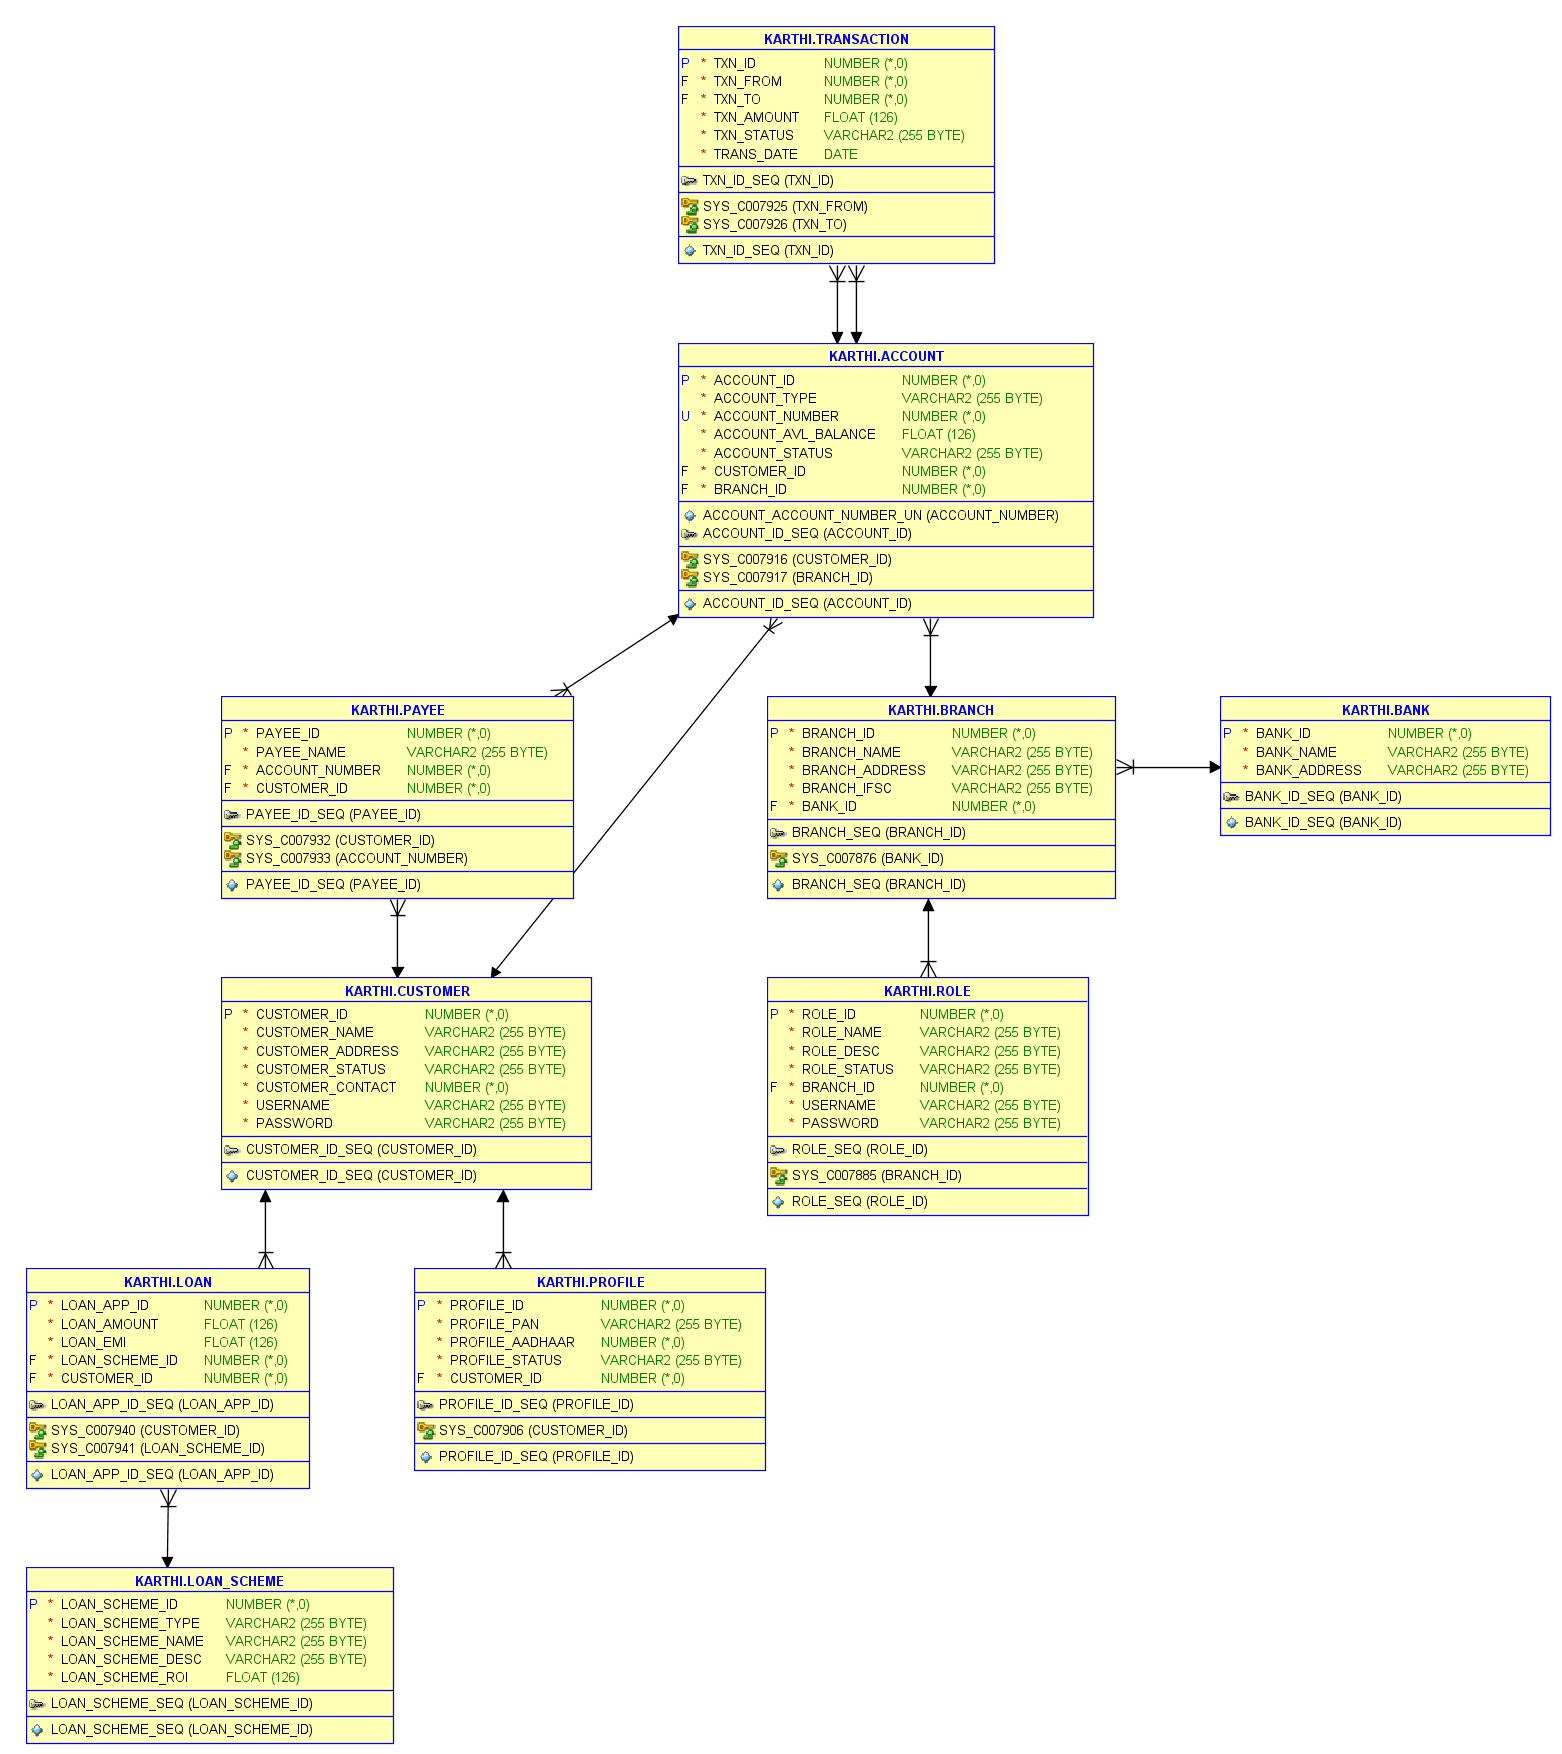 KARTHI.TRANSACTION
P * TXN_ID NUMBER (*,0)
F * TXN_FROM NUMBER (*,0)
F * TXN_TO NUMBER (*,0)
* TXN_AMOUNT FLOAT (126)
* TXN_STATUS VARCHAR2 (255 BYTE)
* TRANS_DATE DATE
TXN_ID_SEQ (TXN_ID)
SYS_C007925 (TXN_FROM)
SYS_C007926 (TXN_TO)
TXN_ID_SEQ (TXN_ID)
KARTHI.ACCOUNT
P * ACCOUNT_ID NUMBER (*,0)
* ACCOUNT_TYPE VARCHAR2 (255 BYTE)
U * ACCOUNT_NUMBER NUMBER (*,0)
* ACCOUNT_AVL_BALANCE FLOAT (126)
* ACCOUNT_STATUS VARCHAR2 (255 BYTE)
F * CUSTOMER_ID NUMBER (*,0)
F * BRANCH_ID NUMBER (*,0)
ACCOUNT_ACCOUNT_NUMBER_UN (ACCOUNT_NUMBER)
ACCOUNT_ID_SEQ (ACCOUNT_ID)
SYS_C007916 (CUSTOMER_ID)
SYS_C007917 (BRANCH_ID)
ACCOUNT_ID_SEQ (ACCOUNT_ID)
KARTHI.PAYEE
P * PAYEE_ID NUMBER (*,0)
* PAYEE_NAME VARCHAR2 (255 BYTE)
F * ACCOUNT_NUMBER NUMBER (*,0)
F * CUSTOMER_ID NUMBER (*,0)
PAYEE_ID_SEQ (PAYEE_ID)
SYS_C007932 (CUSTOMER_ID)
SYS_C007933 (ACCOUNT_NUMBER)
PAYEE_ID_SEQ (PAYEE_ID)
KARTHI.BRANCH
P * BRANCH_ID NUMBER (*,0)
* BRANCH_NAME VARCHAR2 (255 BYTE)
* BRANCH_ADDRESS VARCHAR2 (255 BYTE)
* BRANCH_IFSC VARCHAR2 (255 BYTE)
F * BANK_ID NUMBER (*,0)
BRANCH_SEQ (BRANCH_ID)
SYS_C007876 (BANK_ID)
BRANCH_SEQ (BRANCH_ID)
KARTHI.BANK
P * BANK_ID NUMBER (*,0)
* BANK_NAME VARCHAR2 (255 BYTE)
* BANK_ADDRESS VARCHAR2 (255 BYTE)
BANK_ID_SEQ (BANK_ID)
BANK_ID_SEQ (BANK_ID)
KARTHI.CUSTOMER
P * CUSTOMER_ID NUMBER (*,0)
* CUSTOMER_NAME VARCHAR2 (255 BYTE)
* CUSTOMER_ADDRESS VARCHAR2 (255 BYTE)
* CUSTOMER_STATUS VARCHAR2 (255 BYTE)
* CUSTOMER_CONTACT NUMBER (*,0)
* USERNAME VARCHAR2 (255 BYTE)
* PASSWORD VARCHAR2 (255 BYTE)
CUSTOMER_ID_SEQ (CUSTOMER_ID)
CUSTOMER_ID_SEQ (CUSTOMER_ID)
KARTHI.ROLE
P * ROLE_ID NUMBER (*,0)
* ROLE_NAME VARCHAR2 (255 BYTE)
* ROLE_DESC VARCHAR2 (255 BYTE)
* ROLE_STATUS VARCHAR2 (255 BYTE)
F * BRANCH_ID NUMBER (*,0)
* USERNAME VARCHAR2 (255 BYTE)
* PASSWORD VARCHAR2 (255 BYTE)
ROLE_SEQ (ROLE_ID)
SYS_C007885 (BRANCH_ID)
ROLE_SEQ (ROLE_ID)
KARTHI.LOAN
P * LOAN_APP_ID NUMBER (*,0)
* LOAN_AMOUNT FLOAT (126)
* LOAN_EMI FLOAT (126)
F * LOAN_SCHEME_ID NUMBER (*,0)
F * CUSTOMER_ID NUMBER (*,0)
LOAN_APP_ID_SEQ (LOAN_APP_ID)
SYS_C007940 (CUSTOMER_ID)
SYS_C007941 (LOAN_SCHEME_ID)
LOAN_APP_ID_SEQ (LOAN_APP_ID)
KARTHI.PROFILE
P * PROFILE_ID NUMBER (*,0)
* PROFILE_PAN VARCHAR2 (255 BYTE)
* PROFILE_AADHAAR NUMBER (*,0)
* PROFILE_STATUS VARCHAR2 (255 BYTE)
F * CUSTOMER_ID NUMBER (*,0)
PROFILE_ID_SEQ (PROFILE_ID)
SYS_C007906 (CUSTOMER_ID)
PROFILE_ID_SEQ (PROFILE_ID)
KARTHI.LOAN_SCHEME
P * LOAN_SCHEME_ID NUMBER (*,0)
* LOAN_SCHEME_TYPE VARCHAR2 (255 BYTE)
* LOAN_SCHEME_NAME VARCHAR2 (255 BYTE)
* LOAN_SCHEME_DESC VARCHAR2 (255 BYTE)
* LOAN_SCHEME_ROI FLOAT (126)
LOAN_SCHEME_SEQ (LOAN_SCHEME_ID)
LOAN_SCHEME_SEQ (LOAN_SCHEME_ID)